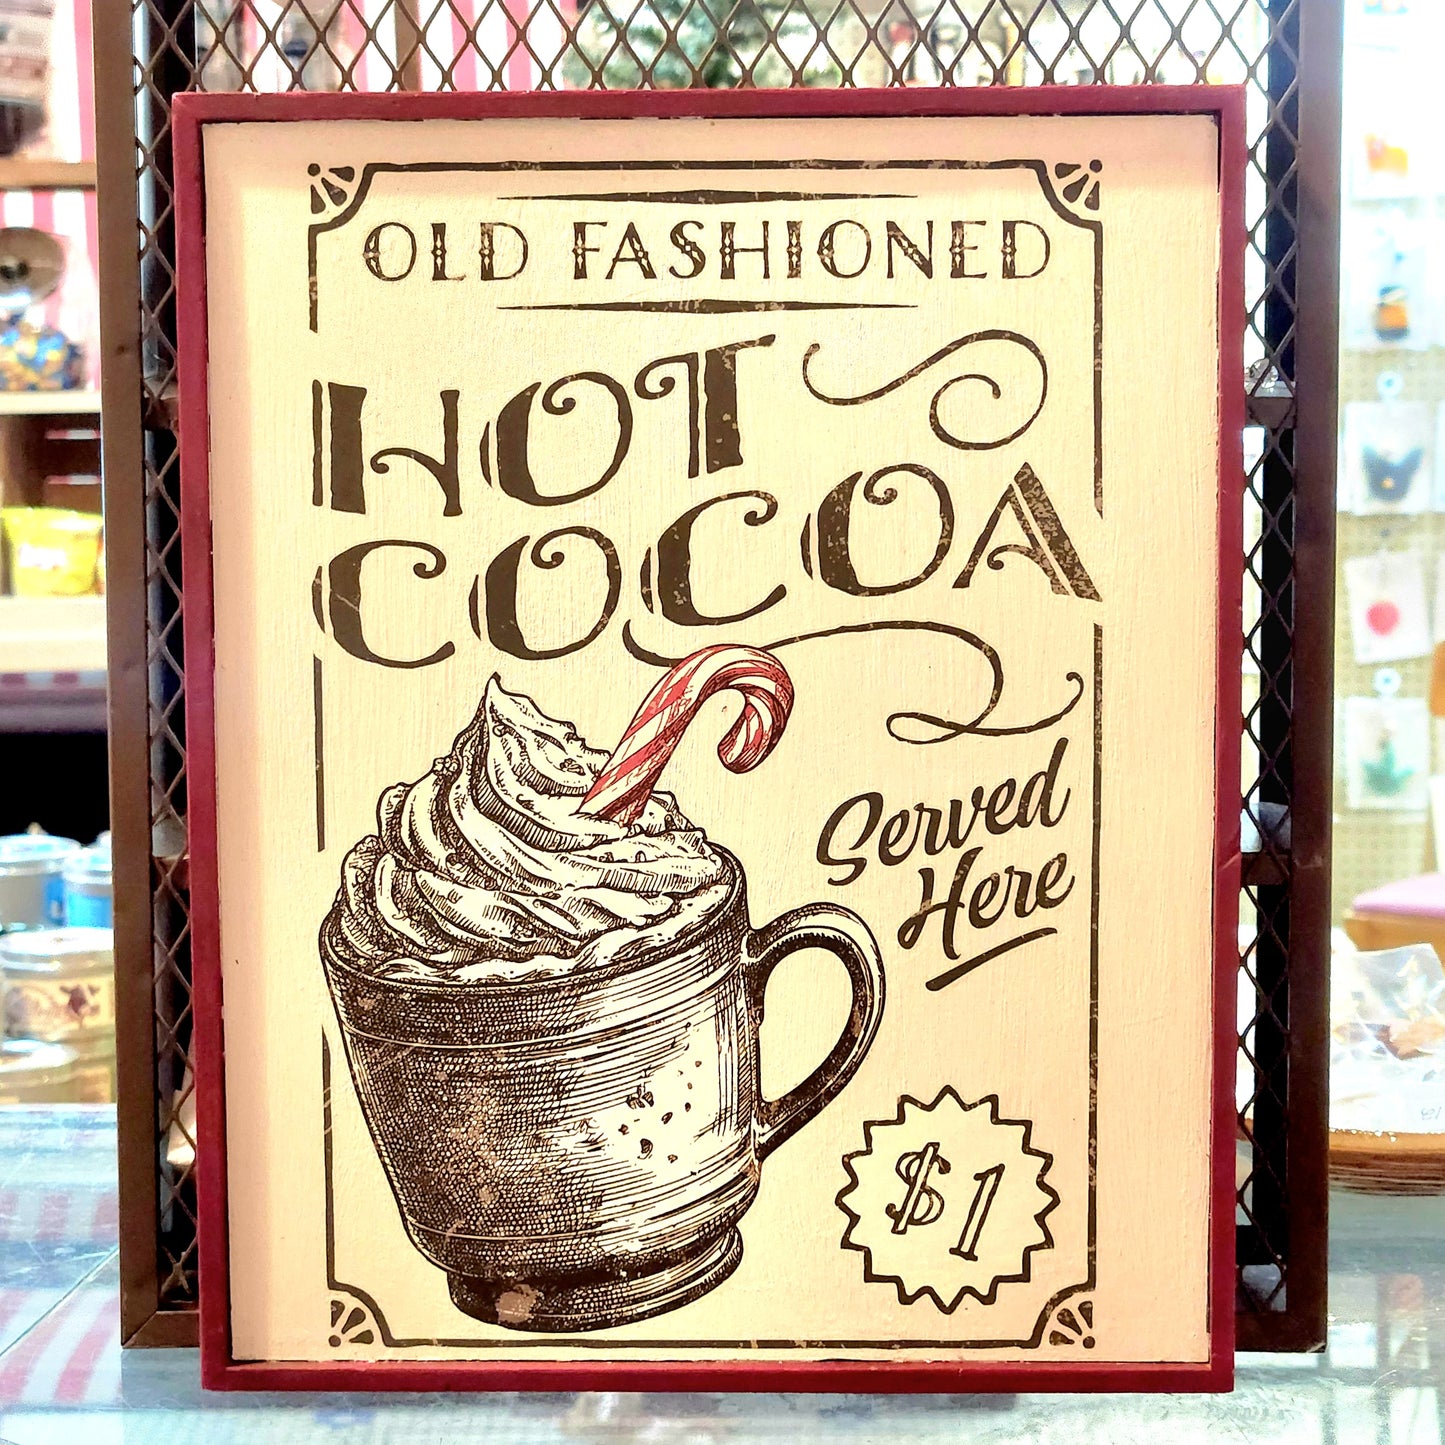 OLD FASHIONED
HOT
COCOA
Served
Here
$1